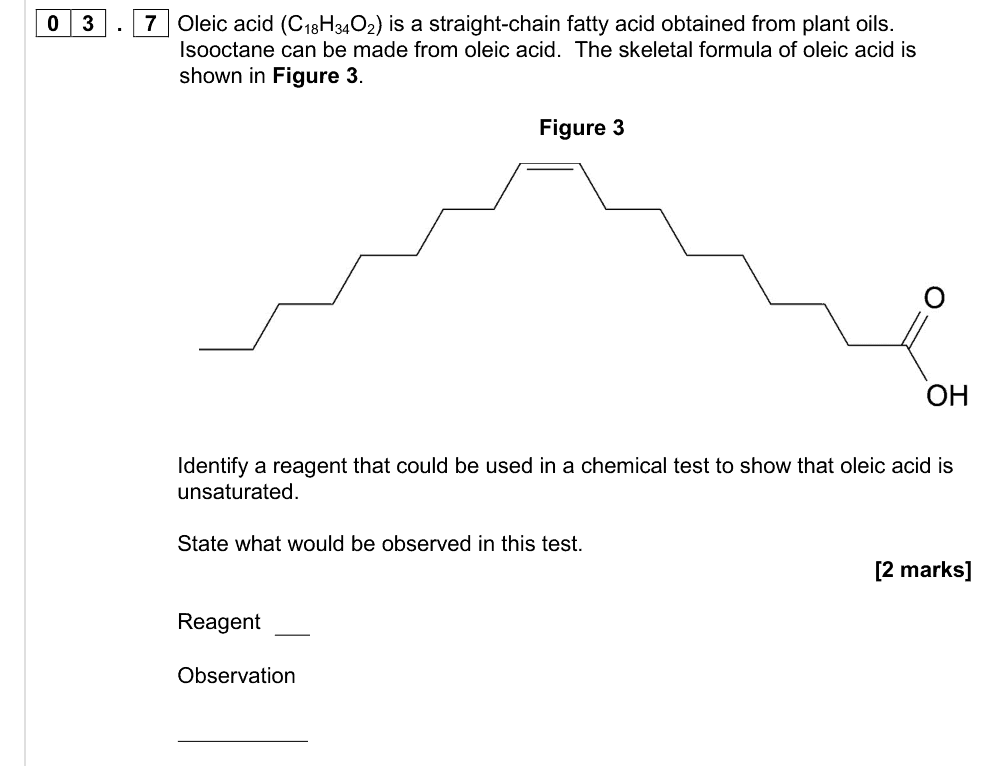 0 3 . 7 Oleic acid (C₁₈H₃₄O₂) is a straight-chain fatty acid obtained from plant oils.
Isooctane can be made from oleic acid. The skeletal formula of oleic acid is
shown in Figure 3.
Figure 3
O
OH
Identify a reagent that could be used in a chemical test to show that oleic acid is
unsaturated.
State what would be observed in this test.
[2 marks]
Reagent
Observation